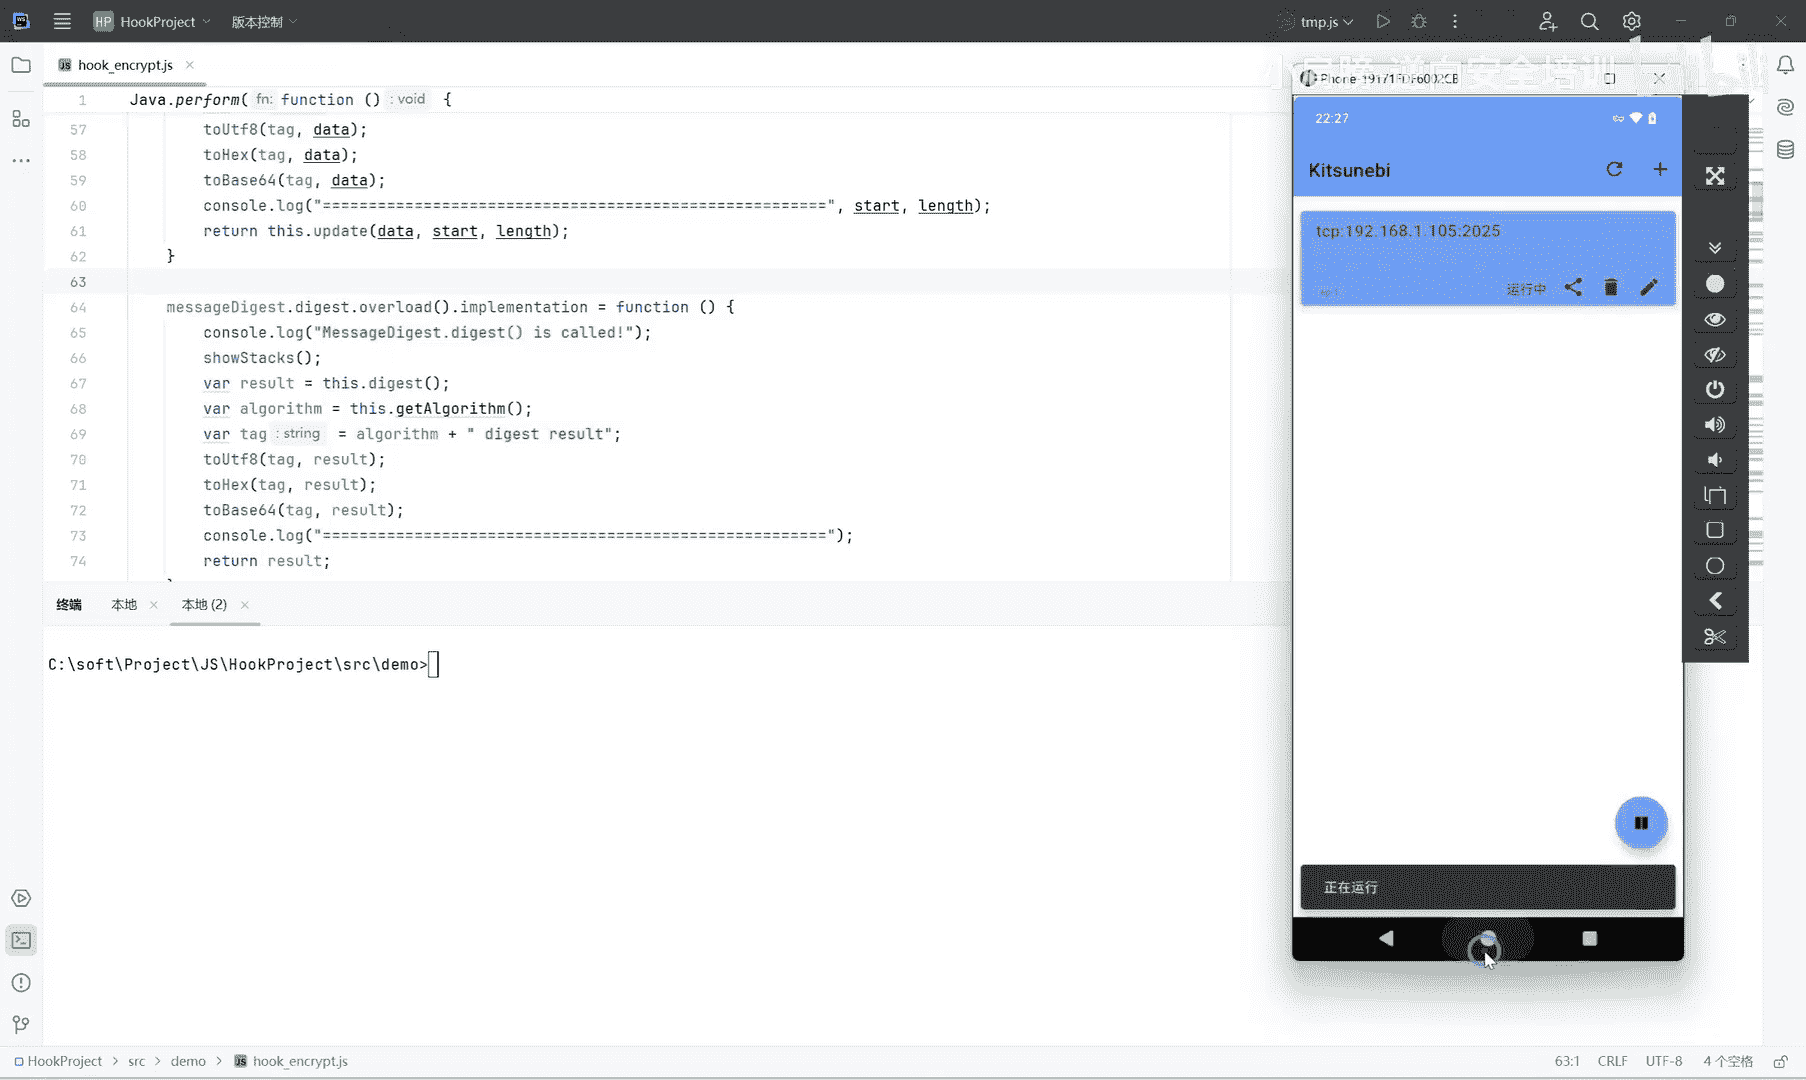 HP HookProject 版本控制 tmp.js
hook_encrypt.js
1 Java.perform( fn: function () : void {
57 toUtf8(tag, data);
58 toHex(tag, data);
59 toBase64(tag, data);
60 console.log("=======================================================", start, length);
61 return this.update(data, start, length);
62 }
63
64 messageDigest.digest.overload().implementation = function () {
65 console.log("MessageDigest.digest() is called!");
66 showStacks();
67 var result = this.digest();
68 var algorithm = this.getAlgorithm();
69 var tag : string = algorithm + " digest result";
70 toUtf8(tag, result);
71 toHex(tag, result);
72 toBase64(tag, result);
73 console.log("=======================================================");
74 return result;
终端 本地 本地 (2)
C:\soft\Project\JS\HookProject\src\demo>
HookProject > src > demo > hook_encrypt.js
63:1 CRLF UTF-8 4 个空格
逆向安全培训
22:27
Kitsunebi
tcp:192.168.1.105:2025
运行中
正在运行